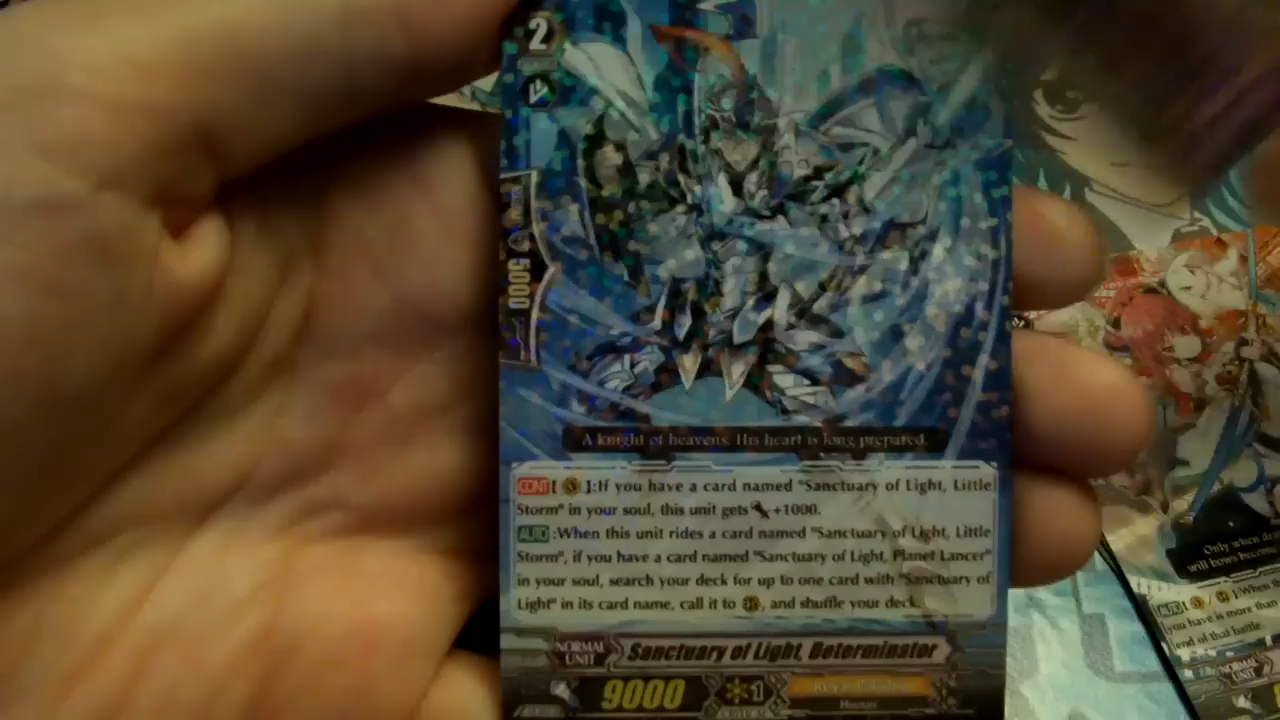 2
5000
A knight of heavens. His heart is long prepared.
CONT [ ]:If you have a card named "Sanctuary of Light, Little
Storm" in your soul, this unit gets +1000.
AUTO :When this unit rides a card named "Sanctuary of Light, Little
Storm", if you have a card named "Sanctuary of Light, Planet Lancer"
in your soul, search your deck for up to one card with "Sanctuary of
Light" in its card name, call it to , and shuffle your deck.
NORMAL
UNIT
Sanctuary of Light, Determinator
9000
1
CRITICAL
Royal Paladin
Human
Only when
will bows become
AUTO [ / ]:When
you have is more than
end of that battle.
NORMAL
UNIT